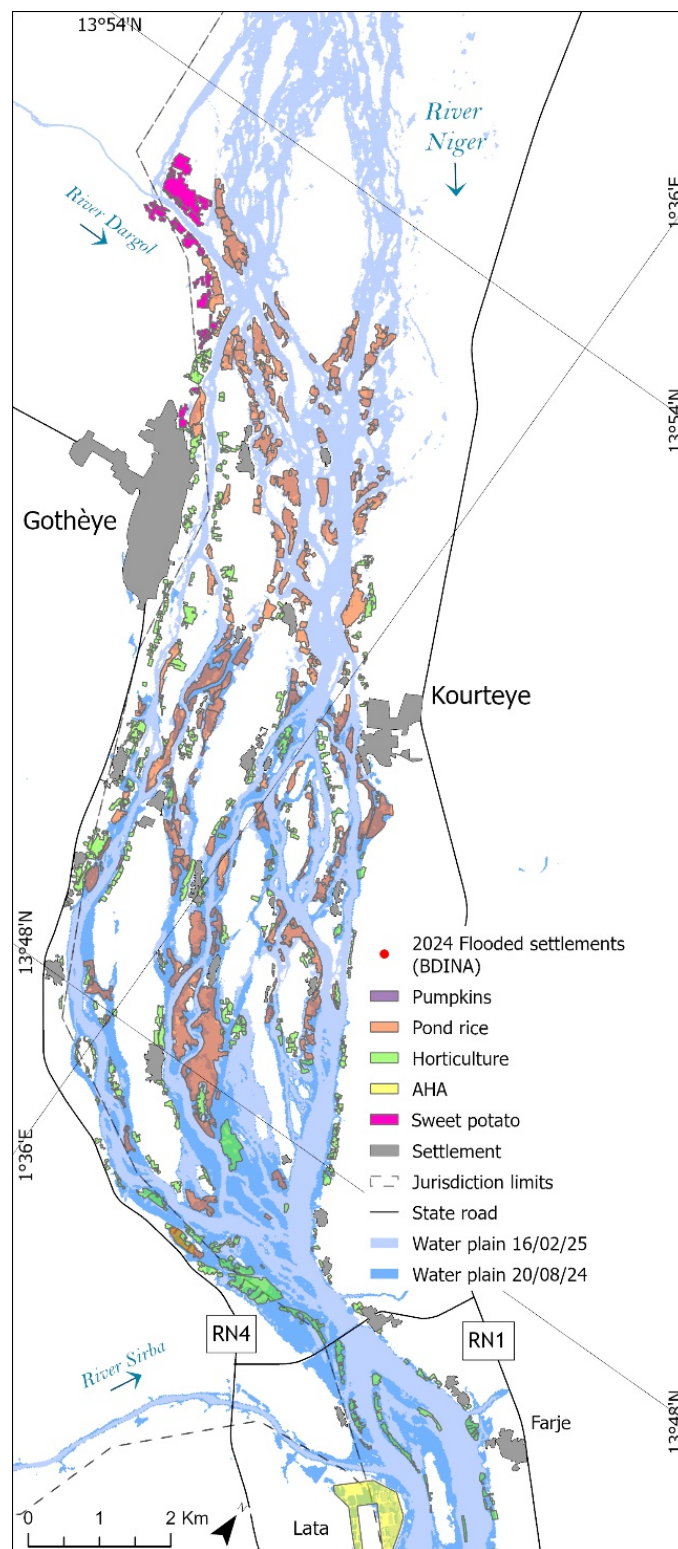 13°54'N
River
Niger
1°36'E
River Dargol
13°54'N
Gothèye
Kourteye
13°48'N
2024 Flooded settlements
(BDINA)
Pumpkins
Pond rice
Horticulture
AHA
Sweet potato
Settlement
Jurisdiction limits
State road
Water plain 16/02/25
Water plain 20/08/24
1°36'E
RN4
RN1
River Sirba
Farje
13°48'N
Lata
0 1 2 Km
N